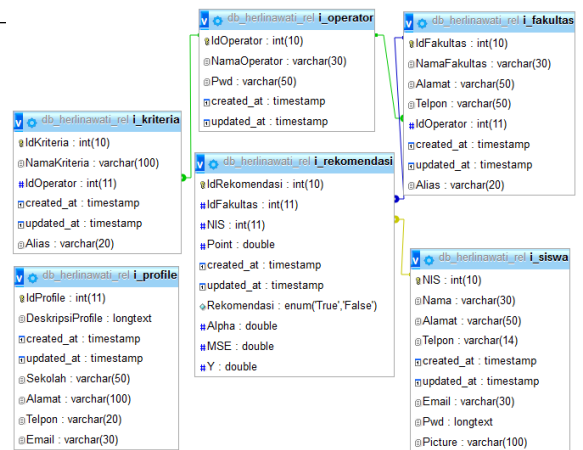 db_herlinawati_rel i_operator
IdOperator : int(10)
NamaOperator : varchar(30)
Pwd : varchar(50)
created_at : timestamp
updated_at : timestamp
db_herlinawati_rel i_fakultas
IdFakultas : int(10)
NamaFakultas : varchar(30)
Alamat : varchar(50)
Telpon : varchar(50)
#IdOperator : int(11)
created_at : timestamp
updated_at : timestamp
Alias : varchar(20)
db_herlinawati_rel i_kriteria
IdKriteria : int(10)
NamaKriteria : varchar(100)
#IdOperator : int(11)
created_at : timestamp
updated_at : timestamp
Alias : varchar(20)
db_herlinawati_rel i_rekomendasi
IdRekomendasi : int(10)
#IdFakultas : int(11)
#NIS : int(11)
#Point : double
created_at : timestamp
updated_at : timestamp
Rekomendasi : enum('True','False')
#Alpha : double
#MSE : double
#Y : double
db_herlinawati_rel i_profile
IdProfile : int(11)
DeskripsiProfile : longtext
created_at : timestamp
updated_at : timestamp
Sekolah : varchar(50)
Alamat : varchar(100)
Telpon : varchar(20)
Email : varchar(30)
db_herlinawati_rel i_siswa
NIS : int(10)
Nama : varchar(30)
Alamat : varchar(50)
Telpon : varchar(14)
created_at : timestamp
updated_at : timestamp
Email : varchar(30)
Pwd : longtext
Picture : varchar(100)